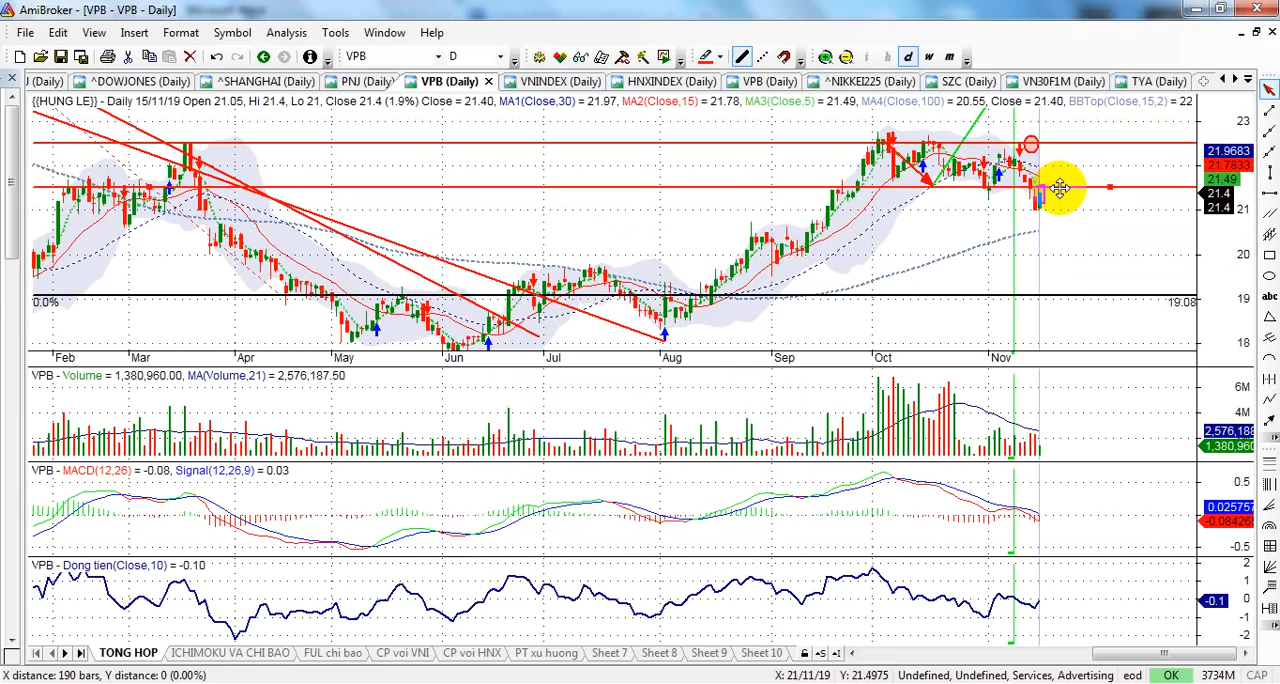 AmiBroker - [VPB - VPB - Daily]
File Edit View Insert Format Symbol Analysis Tools Window Help
VPB D i h d w m
(Daily) ^DOWJONES (Daily) ^SHANGHAI (Daily) PNJ (Daily) VPB (Daily) VNINDEX (Daily) HNXINDEX (Daily) VPB (Daily) ^NIKKEI225 (Daily) SZC (Daily) VN30F1M (Daily) TYA (Daily)
{{HUNG LE}} - Daily 15/11/19 Open 21.05, Hi 21.4, Lo 21, Close 21.4 (1.9%) Close = 21.40, MA1(Close,30) = 21.97, MA2(Close,15) = 21.78, MA3(Close,5) = 21.49, MA4(Close,100) = 20.55, Close = 21.40, BBTop(Close,15,2) = 22
23
21.9683
21.7833
21.49
21.4
21.4
21
20
0.0%
19.08
19
18
Feb Mar Apr May Jun Jul Aug Sep Oct Nov
VPB - Volume = 1,380,960.00, MA(Volume,21) = 2,576,187.50
6M
4M
2,576,18
1,380,960
VPB - MACD(12,26) = -0.08, Signal(12,26,9) = 0.03
0.5
0.025757
-0.08426
-0.5
VPB - Dong tien(Close,10) = -0.10
2
1
0
-0.1
-1
-2
TONG HOP ICHIMOKU VA CHI BAO FUL chi bao CP voi VNI CP voi HNX PT xu huong Sheet 7 Sheet 8 Sheet 9 Sheet 10
X distance: 190 bars, Y distance: 0 (0.00%) X: 21/11/19 Y: 21.4975 Undefined, Undefined, Services, Advertising eod OK 3734M CAP
abc